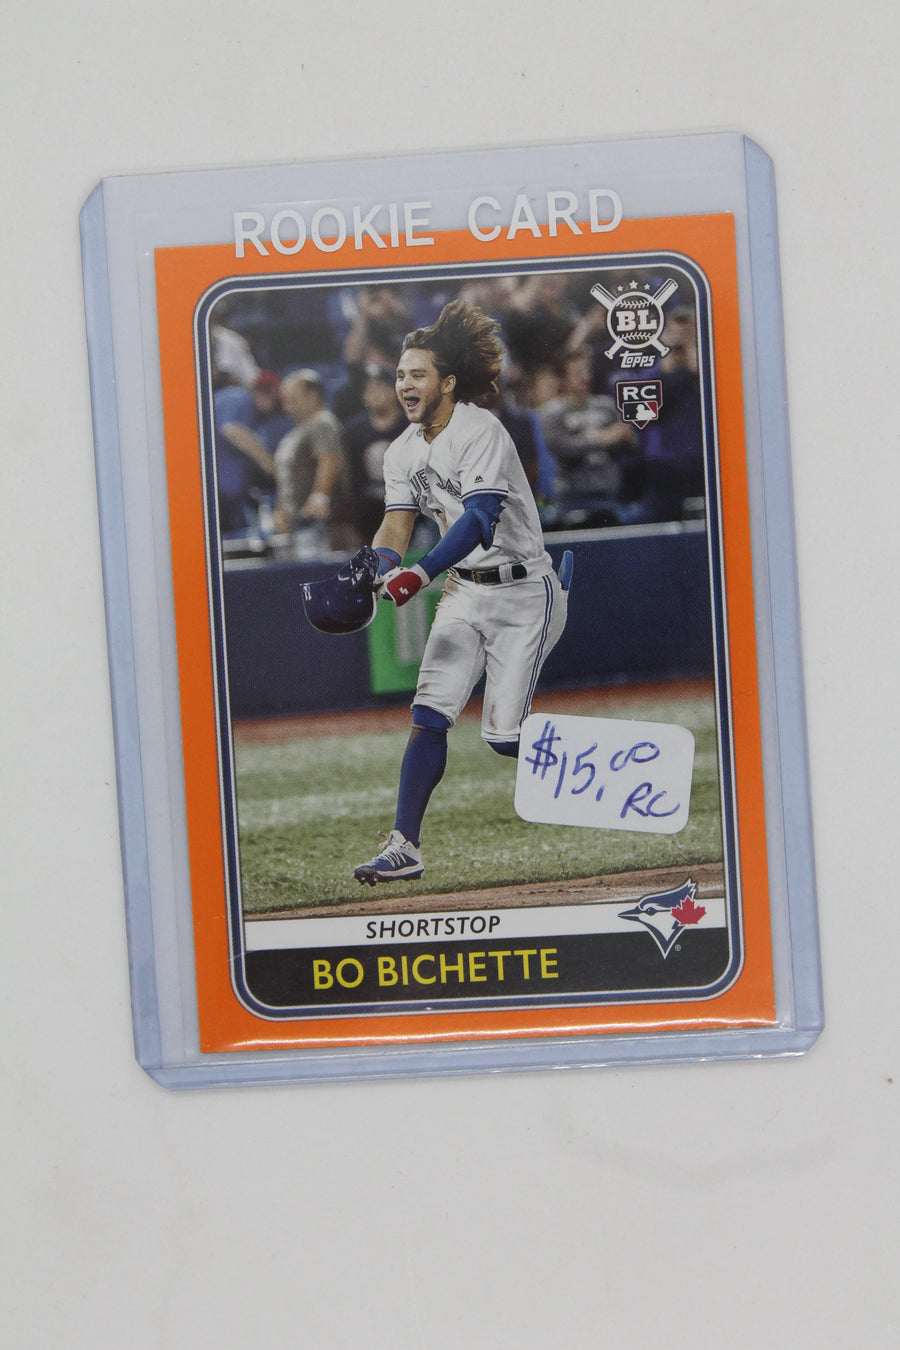 ROOKIE CARD
BL
topps
RC
SHORTSTOP
BO BICHETTE
$15.00
RC